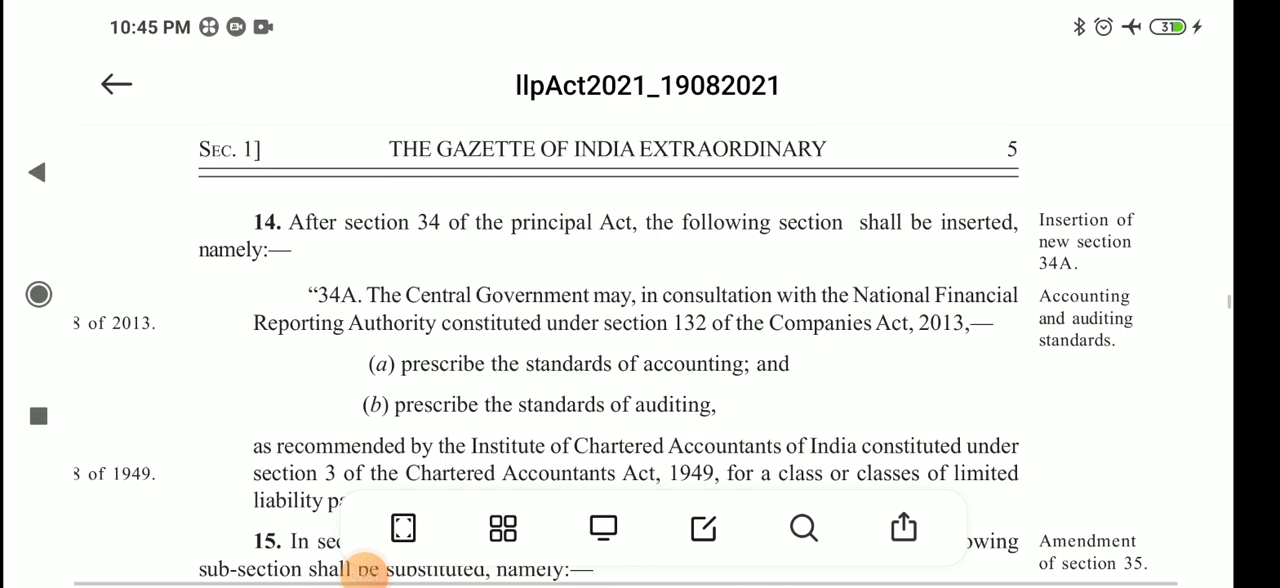 10:45 PM
31
llpAct2021_19082021
SEC. 1] THE GAZETTE OF INDIA EXTRAORDINARY 5
14. After section 34 of the principal Act, the following section shall be inserted,
namely:—
Insertion of
new section
34A.
“34A. The Central Government may, in consultation with the National Financial
Reporting Authority constituted under section 132 of the Companies Act, 2013,—
Accounting
and auditing
standards.
8 of 2013.
(a) prescribe the standards of accounting; and
(b) prescribe the standards of auditing,
as recommended by the Institute of Chartered Accountants of India constituted under
section 3 of the Chartered Accountants Act, 1949, for a class or classes of limited
8 of 1949.
liability
15. In
sub-section shall be substituted, namely:—
Amendment
of section 35.